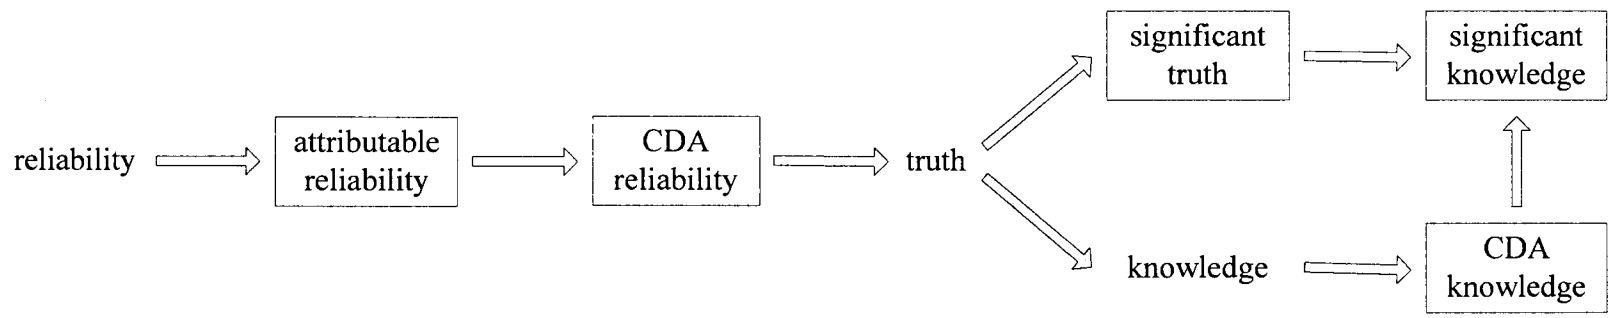 reliability
attributable
reliability
CDA
reliability
truth
significant
truth
significant
knowledge
knowledge
CDA
knowledge